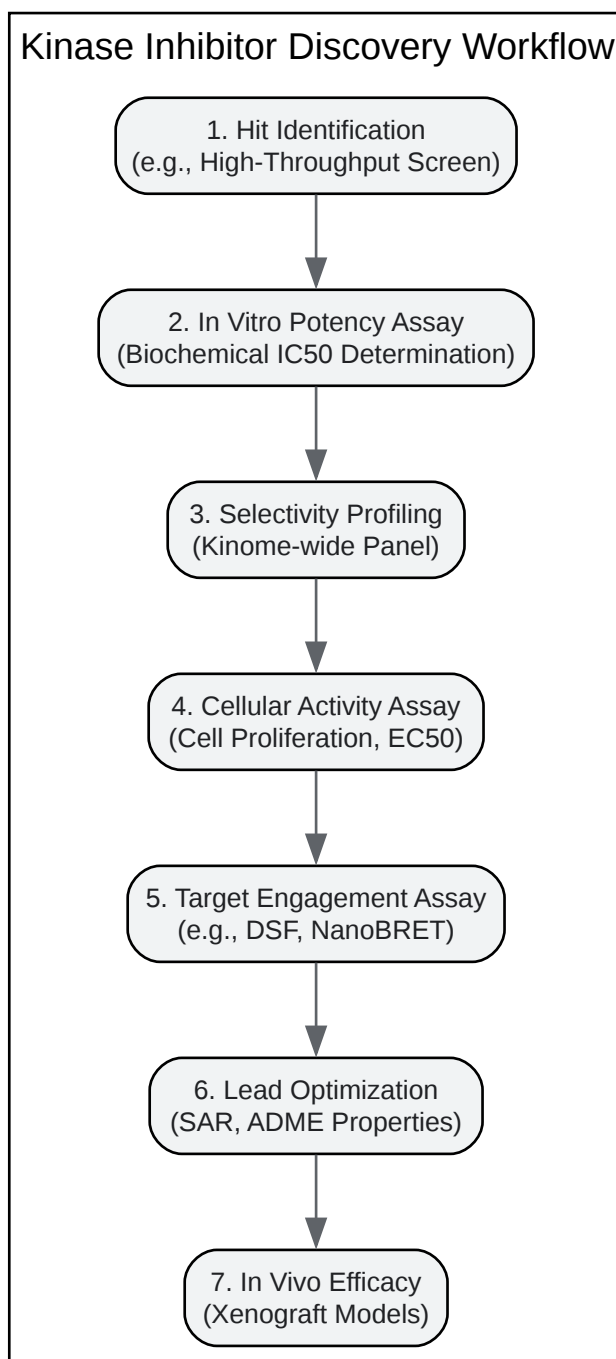 Kinase Inhibitor Discovery Workflow
1. Hit Identification
(e.g., High-Throughput Screen)
2. In Vitro Potency Assay
(Biochemical IC50 Determination)
3. Selectivity Profiling
(Kinome-wide Panel)
4. Cellular Activity Assay
(Cell Proliferation, EC50)
5. Target Engagement Assay
(e.g., DSF, NanoBRET)
6. Lead Optimization
(SAR, ADME Properties)
7. In Vivo Efficacy
(Xenograft Models)